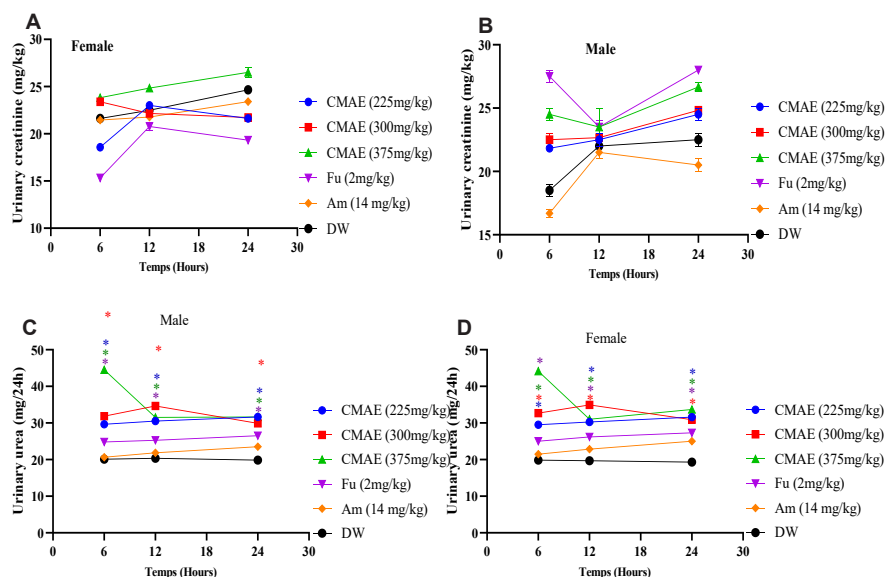 A
Female
Urinary creatinine (mg/kg)
30
25
20
15
10
0
6
12
18
24
30
Temps (Hours)
CMAE (225mg/kg)
CMAE (300mg/kg)
CMAE (375mg/kg)
Fu (2mg/kg)
Am (14 mg/kg)
DW
B
Male
Urinary creatinine (mg/kg)
30
25
20
15
0
6
12
18
24
30
Temps (Hours)
CMAE (225mg/kg)
CMAE (300mg/kg)
CMAE (375mg/kg)
Fu (2mg/kg)
Am (14 mg/kg)
DW
C
Male
Urinary urea (mg/24h)
50
40
30
20
10
0
0
6
12
18
24
30
Temps (Hours)
*
*
*
*
*
*
*
*
*
*
*
*
CMAE (225mg/kg)
CMAE (300mg/kg)
CMAE (375mg/kg)
Fu (2mg/kg)
Am (14 mg/kg)
DW
D
Female
Urinary urea (mg/24h)
50
40
30
20
10
0
0
6
12
18
24
30
Temps (Hours)
*
*
*
*
*
*
*
*
*
*
*
*
CMAE (225mg/kg)
CMAE (300mg/kg)
CMAE (375mg/kg)
Fu (2mg/kg)
Am (14 mg/kg)
DW